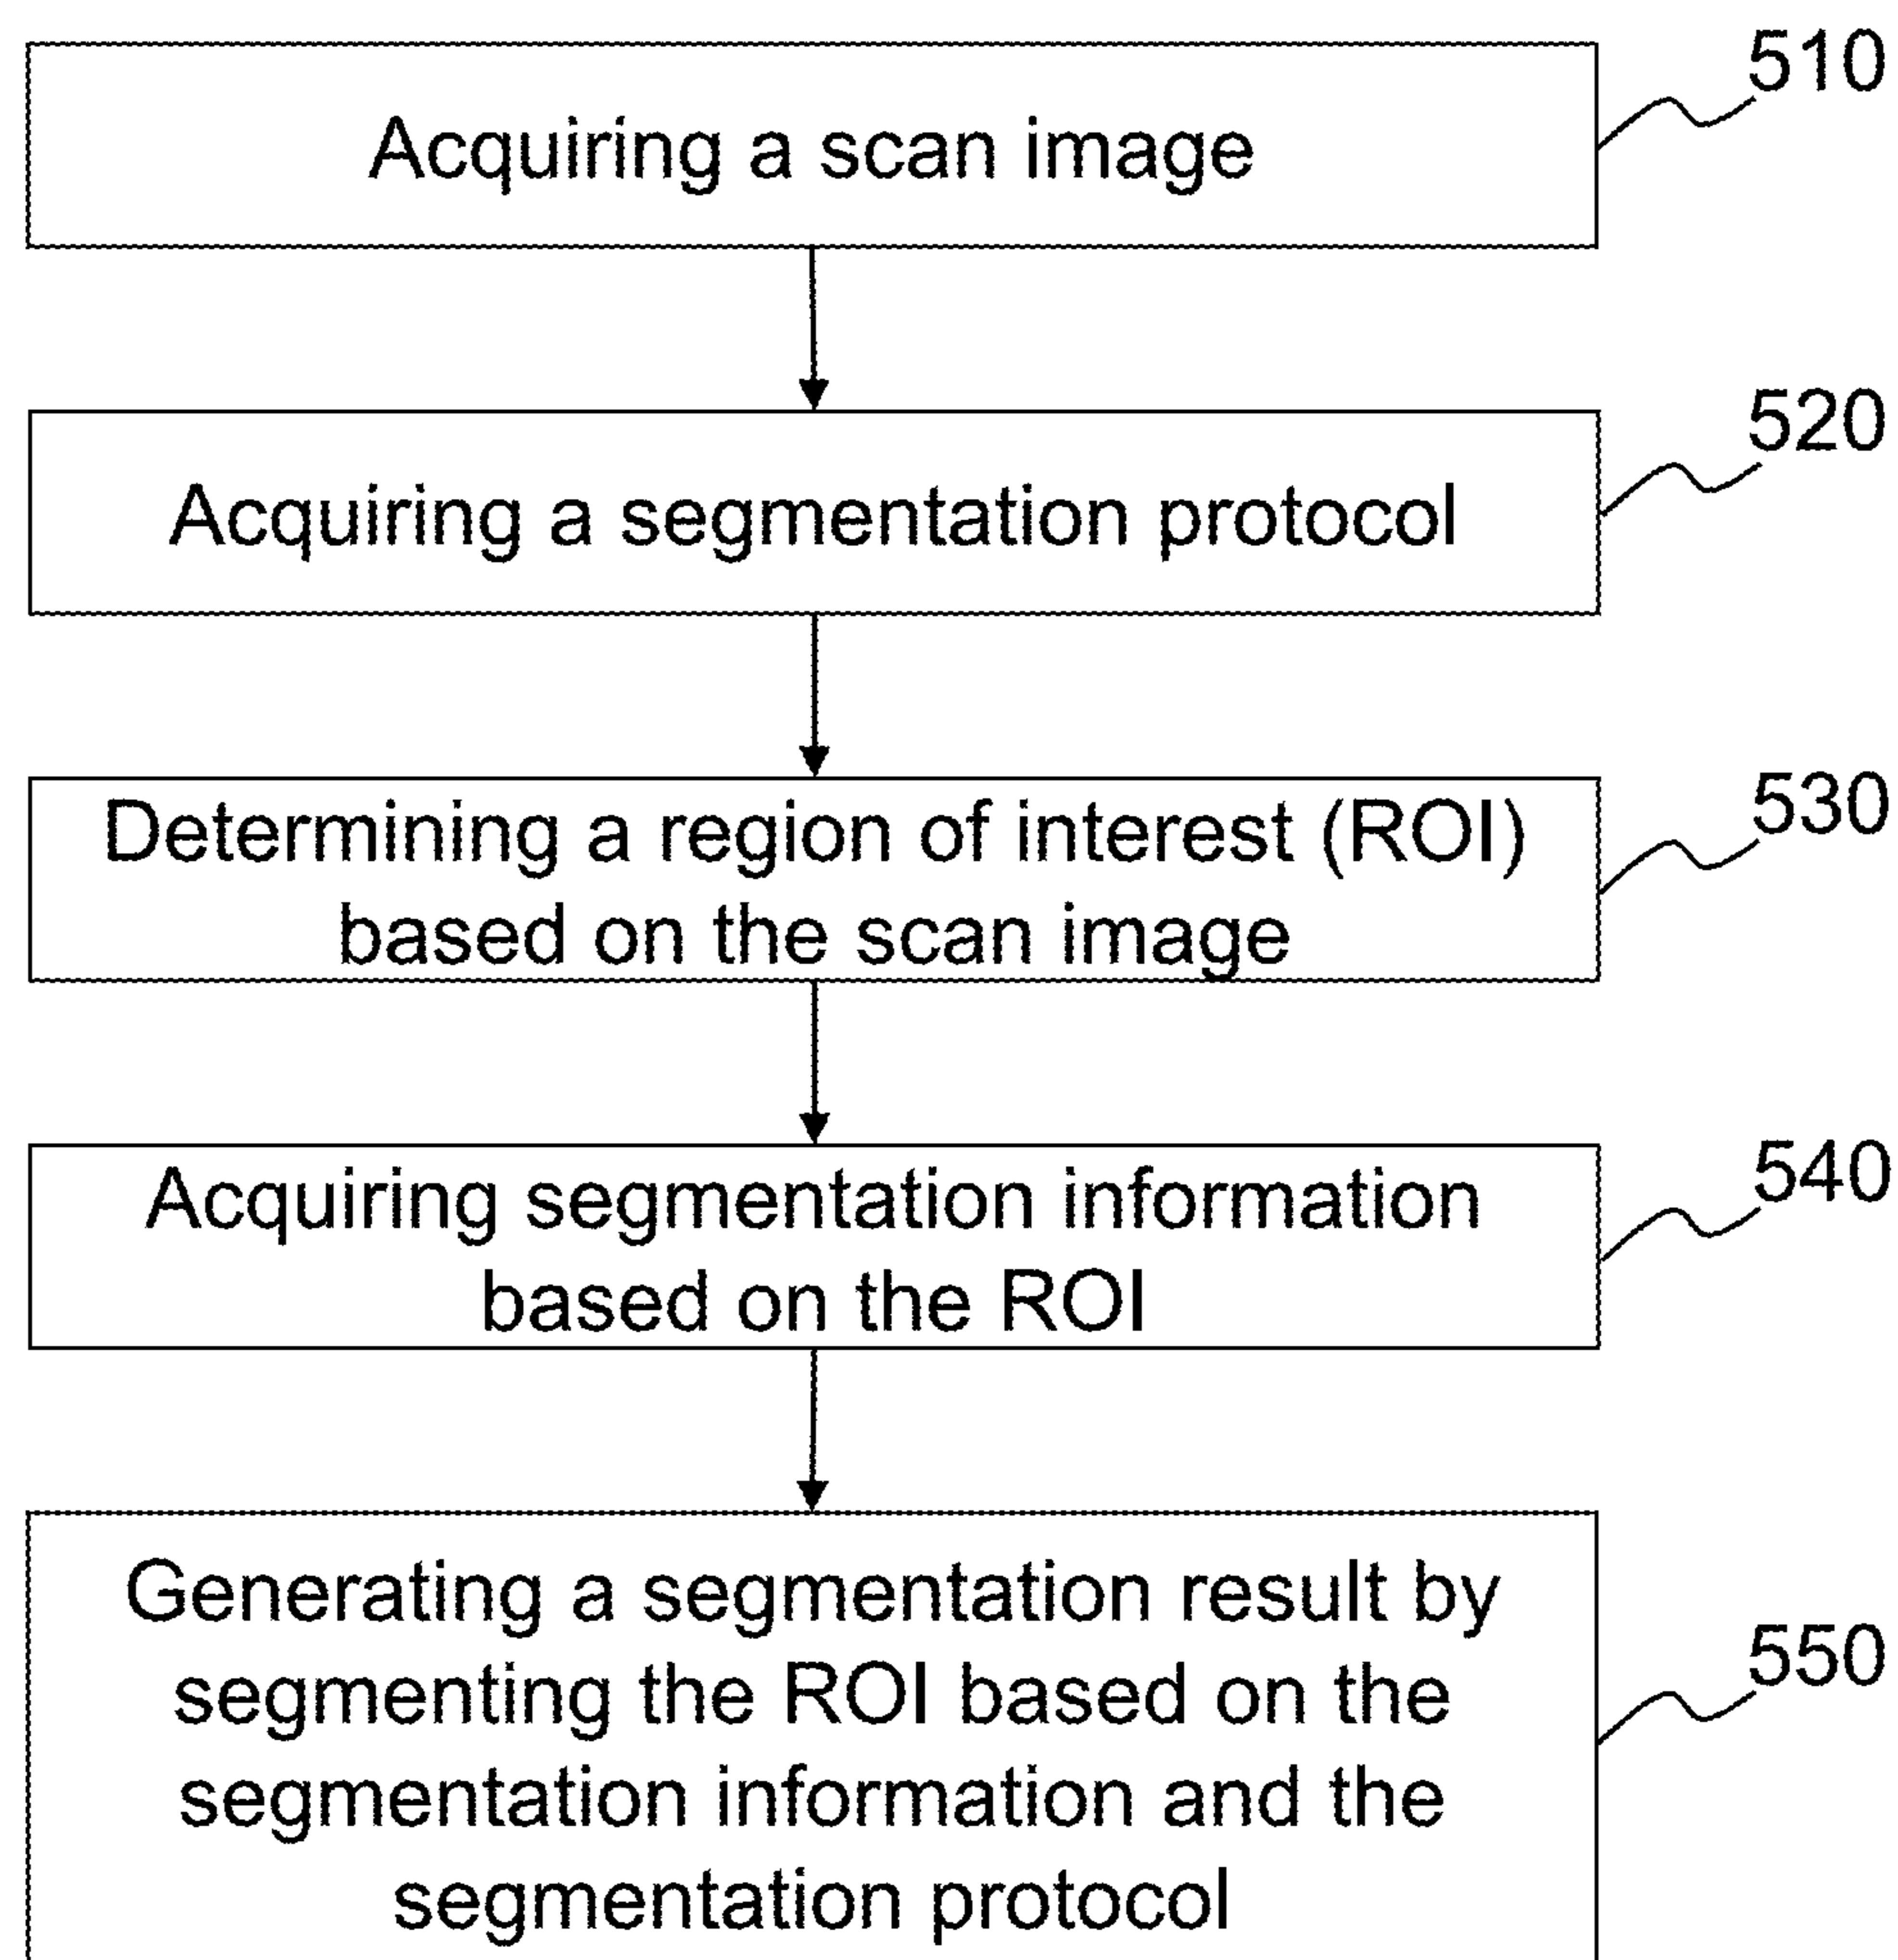 510
Acquiring a scan image
520
Acquiring a segmentation protocol
530
Determining a region of interest (ROI)
based on the scan image
540
Acquiring segmentation information
based on the ROI
Generating a segmentation result by
550
segmenting the ROI based on the
segmentation information and the
segmentation protocol